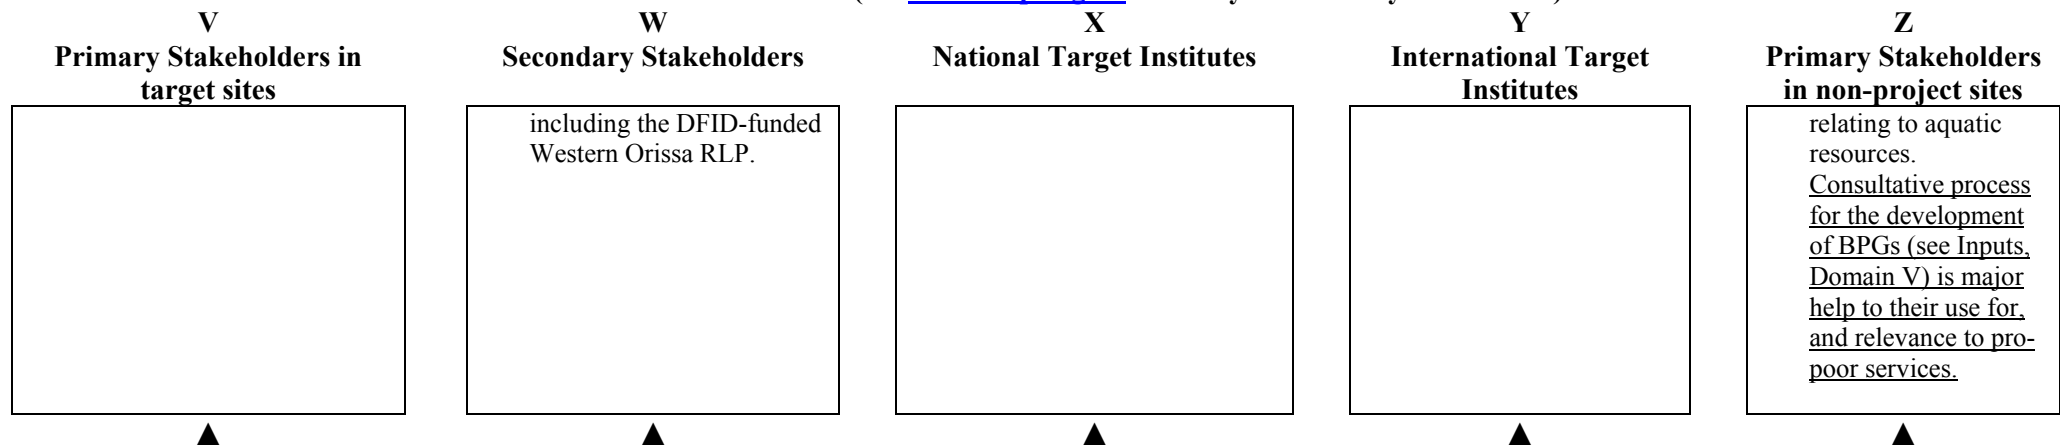 V
Primary Stakeholders in
target sites
W
Secondary Stakeholders
X
National Target Institutes
Y
International Target
Institutes
Z
Primary Stakeholders
in non-project sites
including the DFID-funded
Western Orissa RLP.
relating to aquatic
resources.
Consultative process
for the development
of BPGs (see Inputs,
Domain V) is major
help to their use for,
and relevance to pro-
poor services.